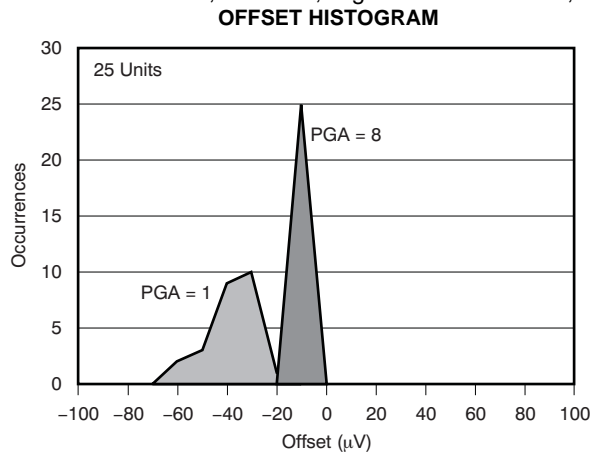 OFFSET HISTOGRAM
30
25 Units
25
PGA = 8
20
Occurrences
15
10
PGA = 1
5
0
−100 −80 −60 −40 −20 0 20 40 60 80 100
Offset (μV)